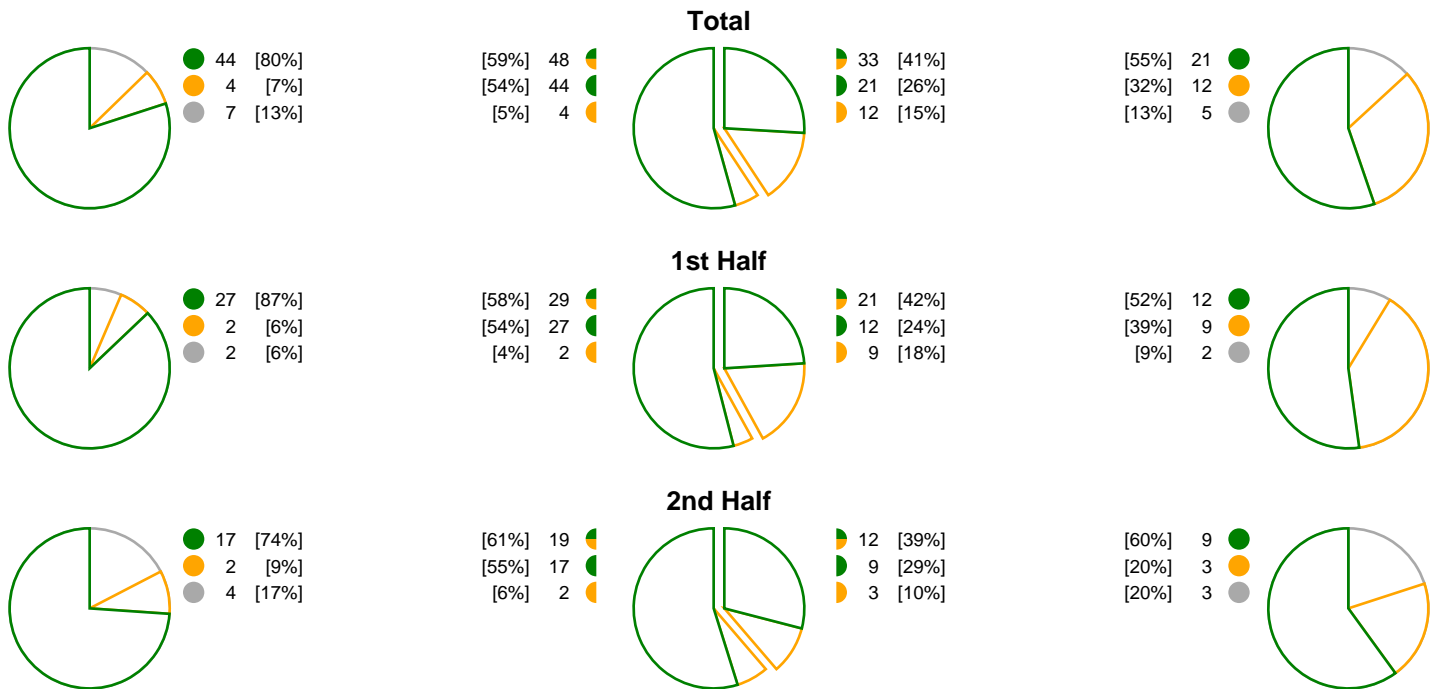 Total
44 [80%] [59%] 48 33 [41%] [55%] 21
4 [7%] [54%] 44 21 [26%] [32%] 12
7 [13%] [5%] 4 12 [15%] [13%] 5
1st Half
27 [87%] [58%] 29 21 [42%] [52%] 12
2 [6%] [54%] 27 12 [24%] [39%] 9
2 [6%] [4%] 2 9 [18%] [9%] 2
2nd Half
17 [74%] [61%] 19 12 [39%] [60%] 9
2 [9%] [55%] 17 9 [29%] [20%] 3
4 [17%] [6%] 2 3 [10%] [20%] 3